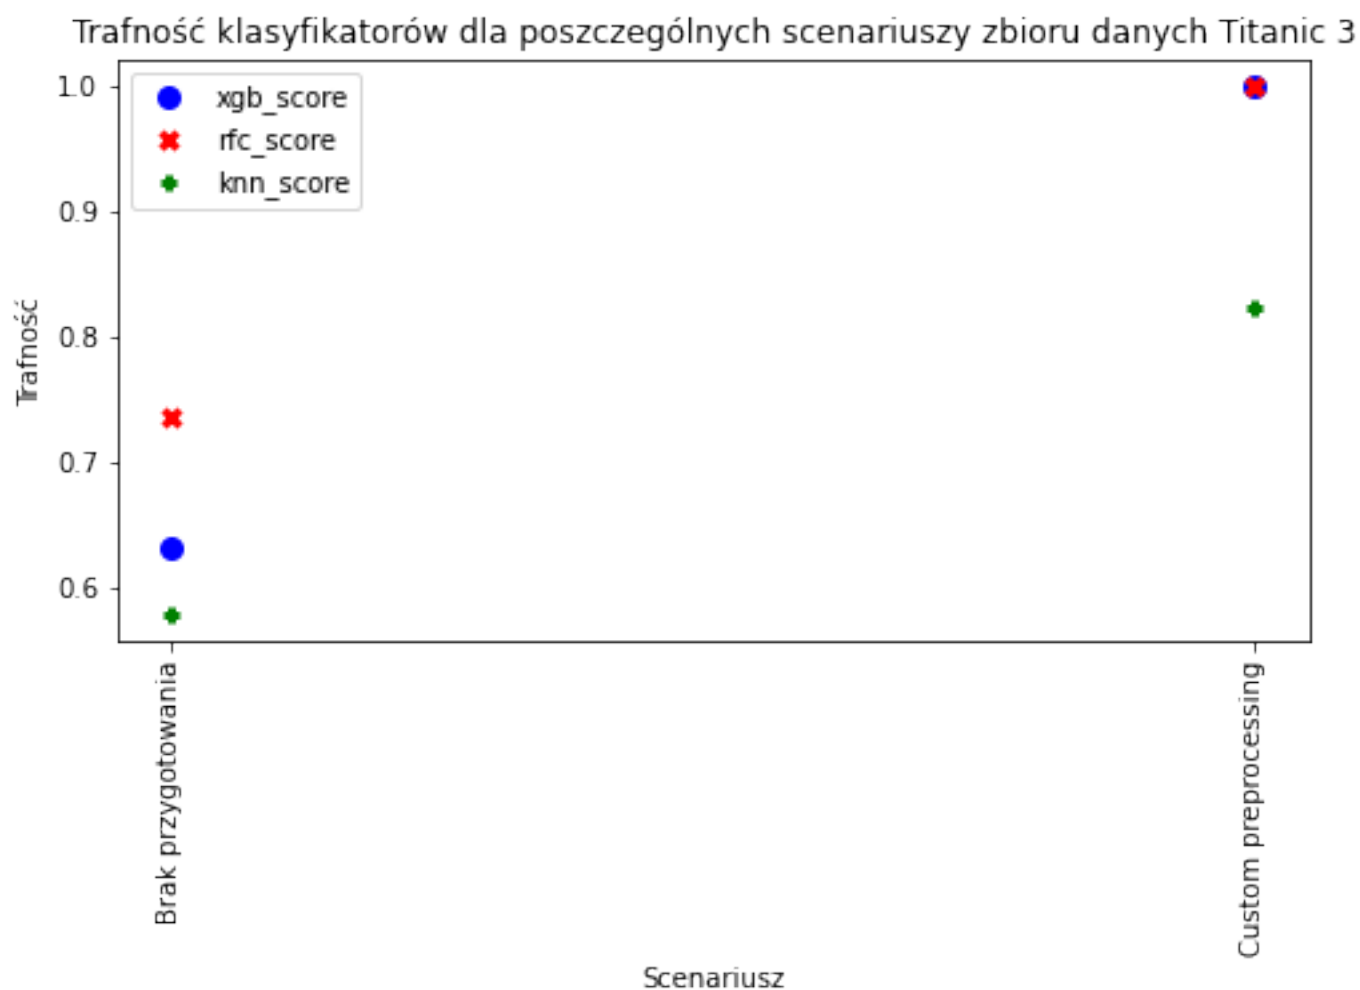 Trafność klasyfikatorów dla poszczególnych scenariuszy zbioru danych Titanic 3
1.0
0.9
0.8
0.7
0.6
Trafność
xgb_score
rfc_score
knn_score
Brak przygotowania
Custom preprocessing
Scenariusz